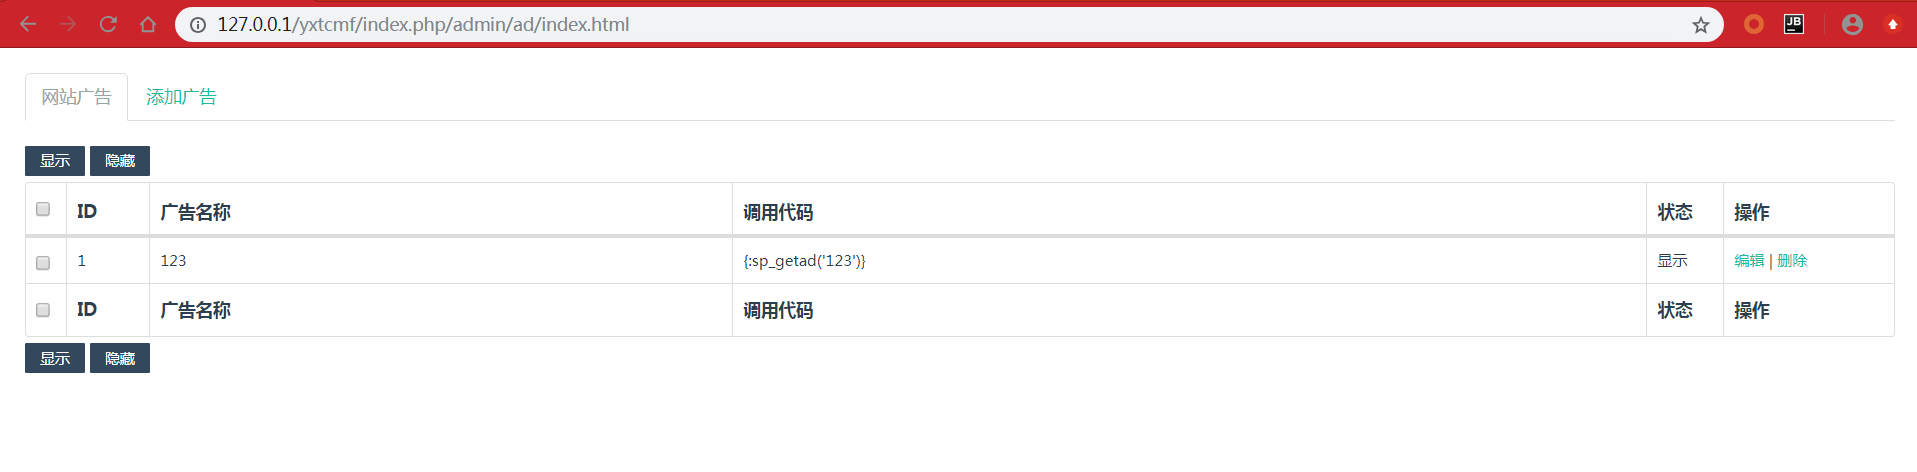 127.0.0.1/yxtcmf/index.php/admin/ad/index.html
JB
网站广告 添加广告
显示 隐藏
ID 广告名称 调用代码 状态 操作
1 123 {:sp_getad('123')} 显示 编辑 | 删除
ID 广告名称 调用代码 状态 操作
显示 隐藏